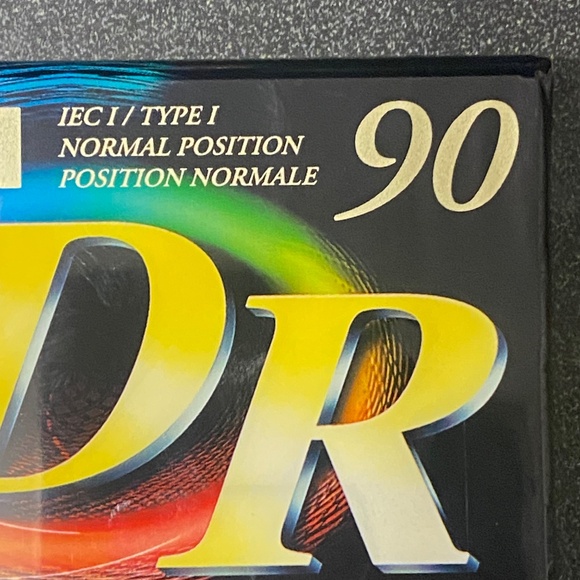 IEC I / TYPE I
NORMAL POSITION
POSITION NORMALE
90
DR